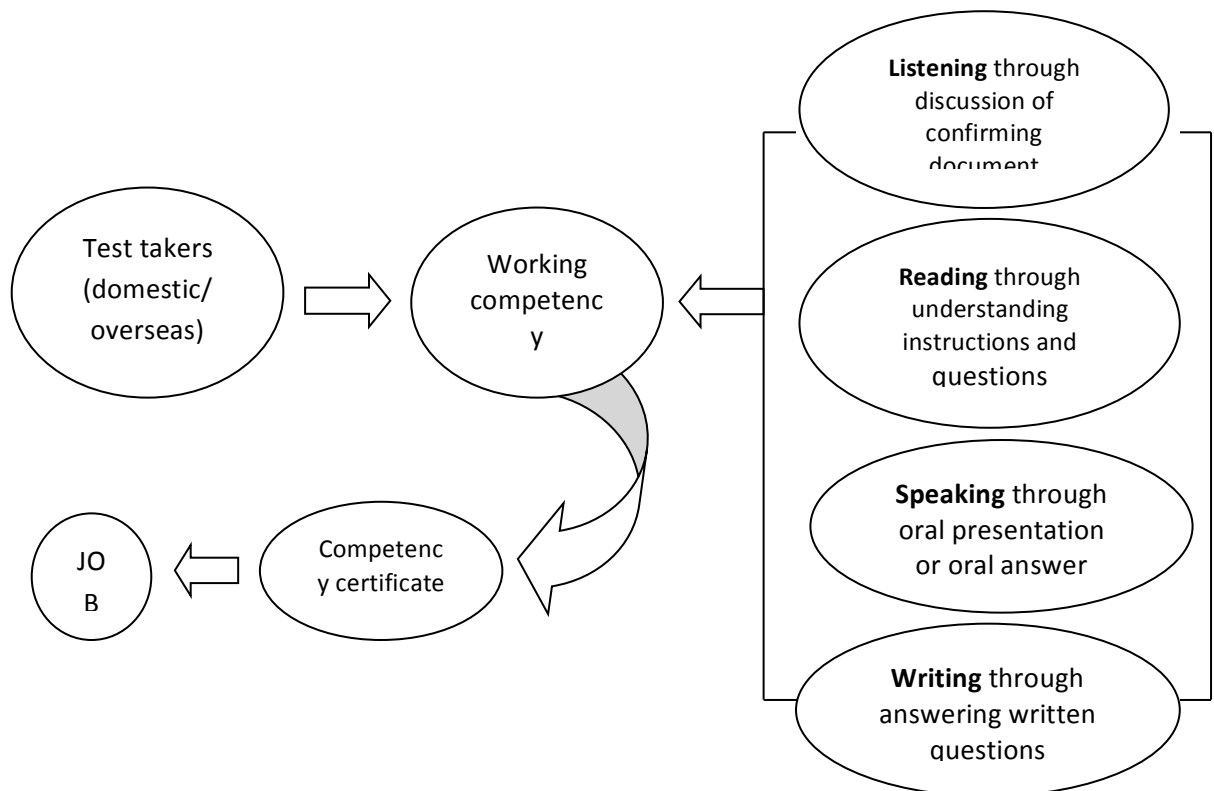 Test takers
(domestic/
overseas)
Working
competenc
y
Listening through
discussion of
confirming
document
Reading through
understanding
instructions and
questions
Speaking through
oral presentation
or oral answer
Writing through
answering written
questions
Competenc
y certificate
JO
B